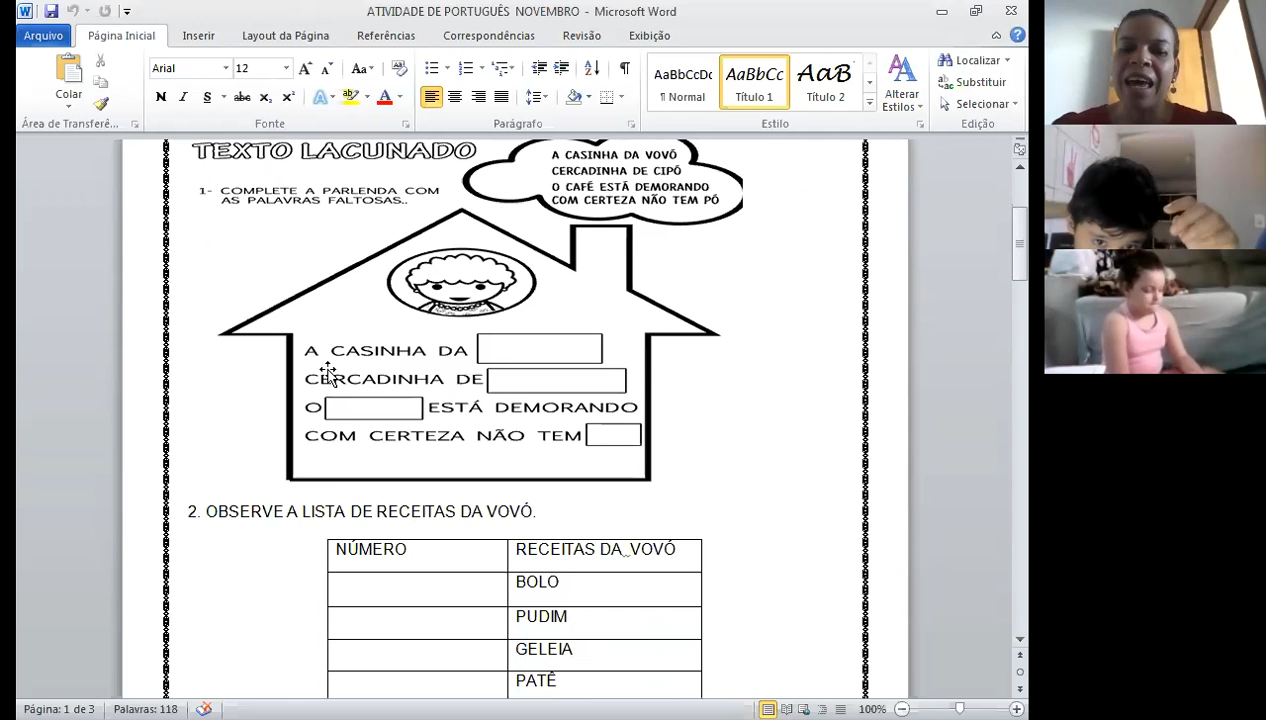 ATIVIDADE DE PORTUGUÊS NOVEMBRO - Microsoft Word
Arquivo Página Inicial Inserir Layout da Página Referências Correspondências Revisão Exibição
Colar
Arial 12 Aa
N I S abc x₂ x² A A
AaBbCcDc AaBbCc AaB
¶ Normal Título 1 Título 2
Alterar Estilos
Localizar
Substituir
Selecionar
Área de Transferê... Fonte Parágrafo Estilo Edição
TEXTO LACUNADO
1- COMPLETE A PARLENDA COM
AS PALAVRAS FALTOSAS..
A CASINHA DA VOVÓ
CERCADINHA DE CIPÓ
O CAFÉ ESTÁ DEMORANDO
COM CERTEZA NÃO TEM PÓ
A CASINHA DA
CERCADINHA DE
O ESTÁ DEMORANDO
COM CERTEZA NÃO TEM
2. OBSERVE A LISTA DE RECEITAS DA VOVÓ.
NÚMERO RECEITAS DA VOVÓ
BOLO
PUDIM
GELEIA
PATÊ
Página: 1 de 3 Palavras: 118 100%